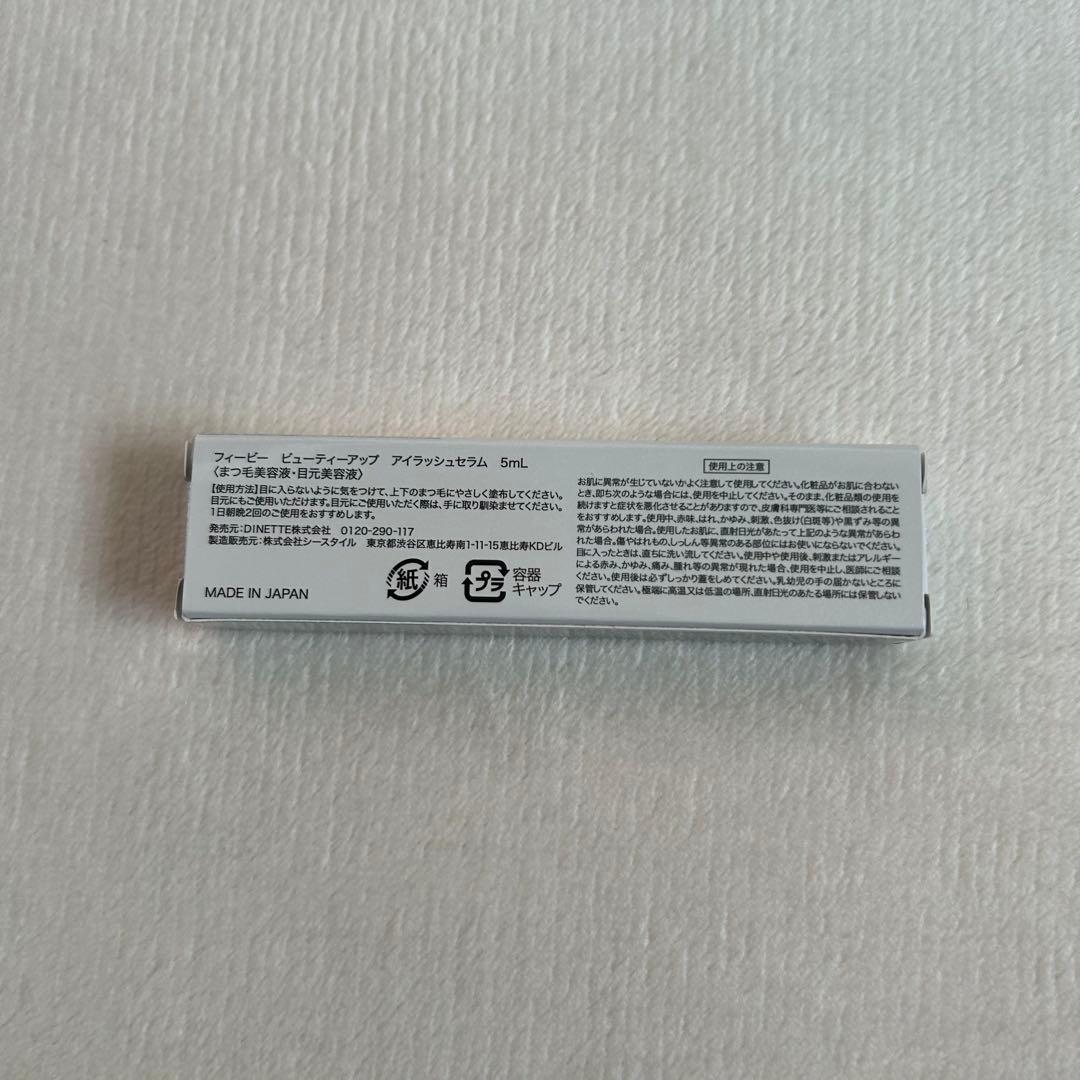 フィービー ビューティーアップ アイラッシュセラム 5mL
〈まつ毛美容液・目元美容液〉
【使用方法】目に入らないように気をつけて、上下のまつ毛にやさしく塗布してください。
目元にもご使用いただけます。目元にご使用いただく際は、手に取り馴染ませてください。
1日朝晩2回のご使用をおすすめします。
発売元:DINETTE株式会社 0120-290-117
製造販売元:株式会社シースタイル 東京都渋谷区恵比寿南1-11-15恵比寿KDビル
MADE IN JAPAN
紙 箱
プラ 容器
キャップ
使用上の注意
お肌に異常が生じていないかよく注意して使用してください。化粧品がお肌に合わない
とき、即ち次のような場合には、使用を中止してください。そのまま、化粧品類の使用を
続けますと症状を悪化させることがありますので、皮膚科専門医等にご相談されること
をおすすめします。使用中、赤味、はれ、かゆみ、刺激、色抜け(白斑等)や黒ずみ等の異
常があらわれた場合。使用したお肌に、直射日光があたって上記のような異常があらわ
れた場合。傷やはれもの、しっしん等異常のある部位にはお使いにならないでください。
目に入ったときは、直ちに洗い流してください。使用中や使用後、刺激またはアレルギー
による赤み、かゆみ、痛み、腫れ等の異常が現れた場合、使用を中止し、医師にご相談
ください。使用後は必ずしっかり蓋をしめてください。乳幼児の手の届かないところに
保管してください。極端に高温又は低温の場所、直射日光のあたる場所には保管しない
でください。